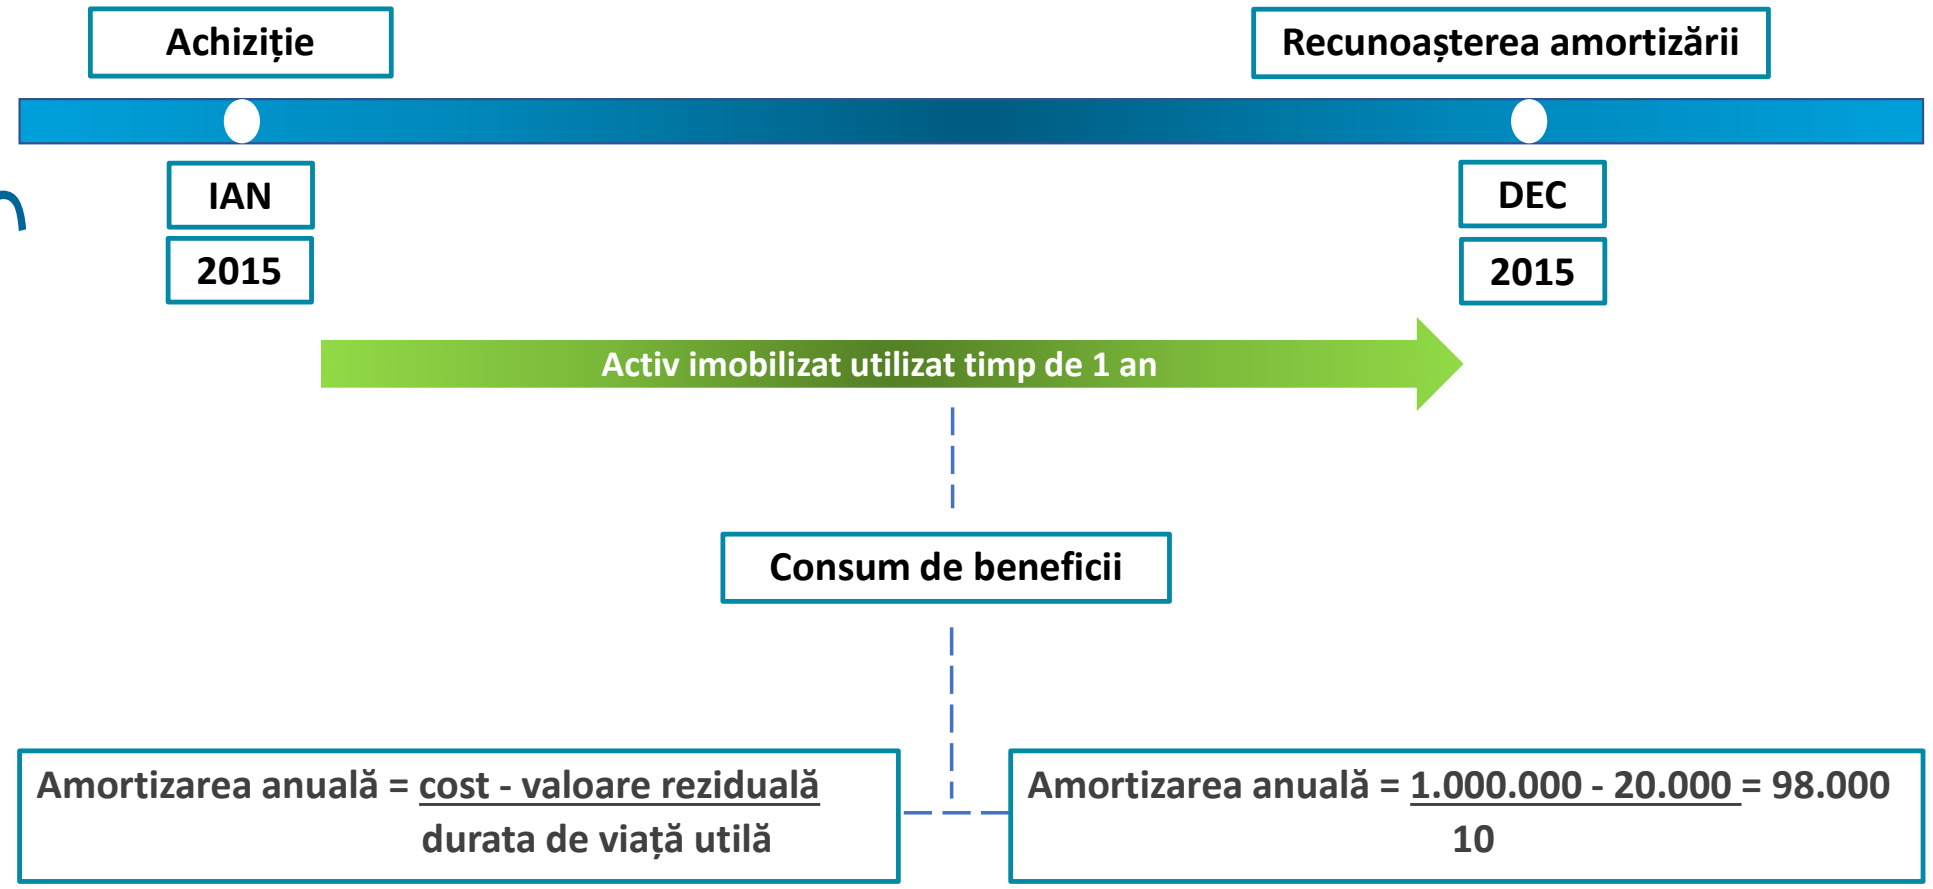 Achiziție
Recunoașterea amortizării
IAN
2015
DEC
2015
Activ imobilizat utilizat timp de 1 an
Consum de beneficii
Amortizarea anuală = cost - valoare reziduală
durata de viață utilă
Amortizarea anuală = 1.000.000 - 20.000 = 98.000
10